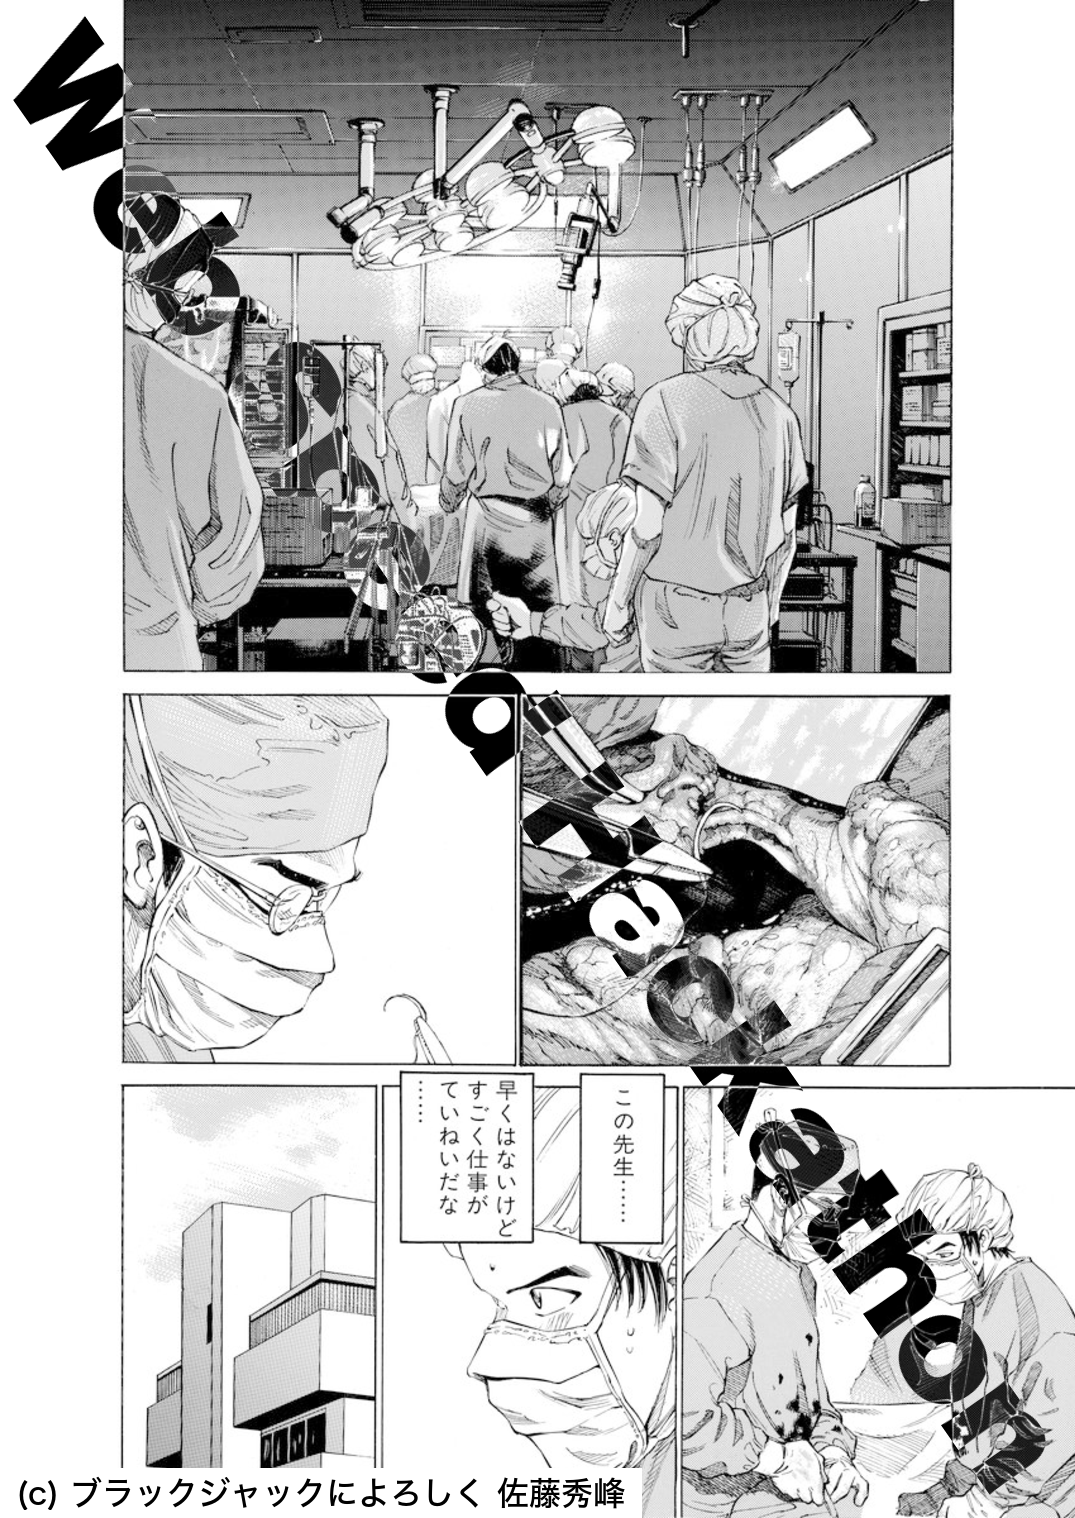 この先生……
早くはないけど
すごく仕事が
ていねいだな
……
(c) ブラックジャックによろしく 佐藤秀峰